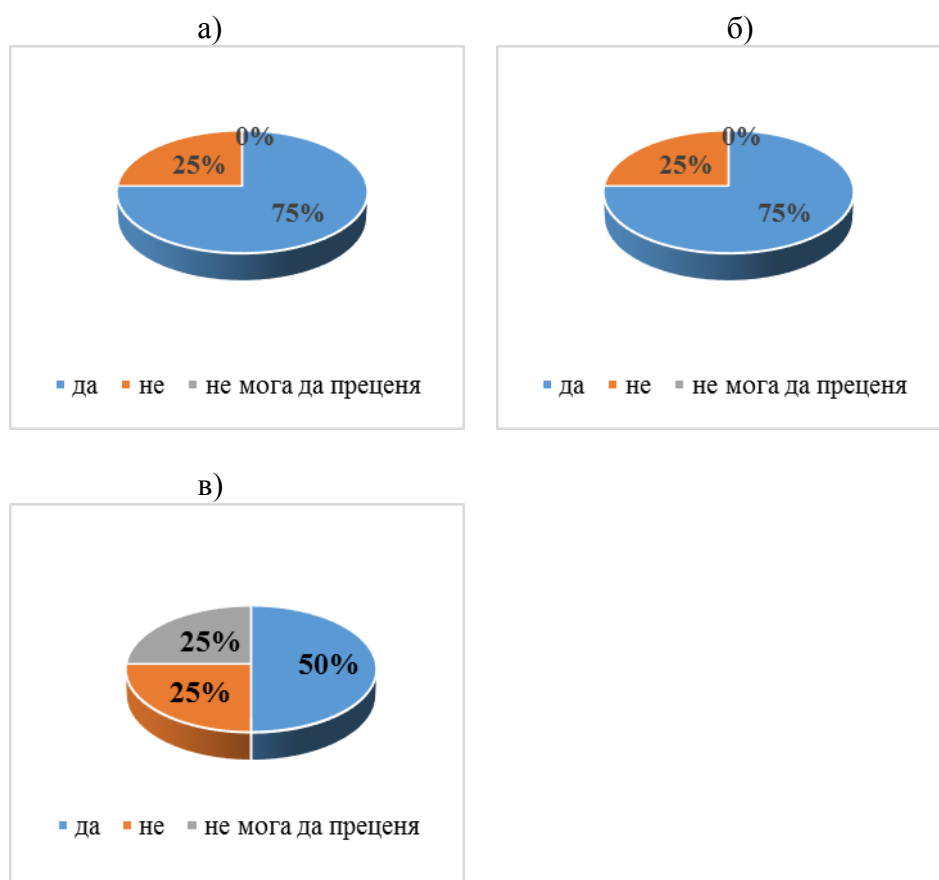 а)
0%
25%
75%
да не не мога да преценя
б)
0%
25%
75%
да не не мога да преценя
в)
25%
50%
25%
да не не мога да преценя